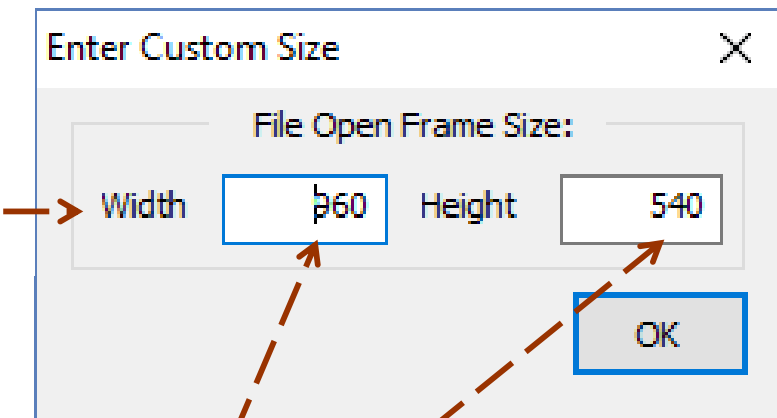 Enter Custom Size
File Open Frame Size:
Width 960 Height 540
OK